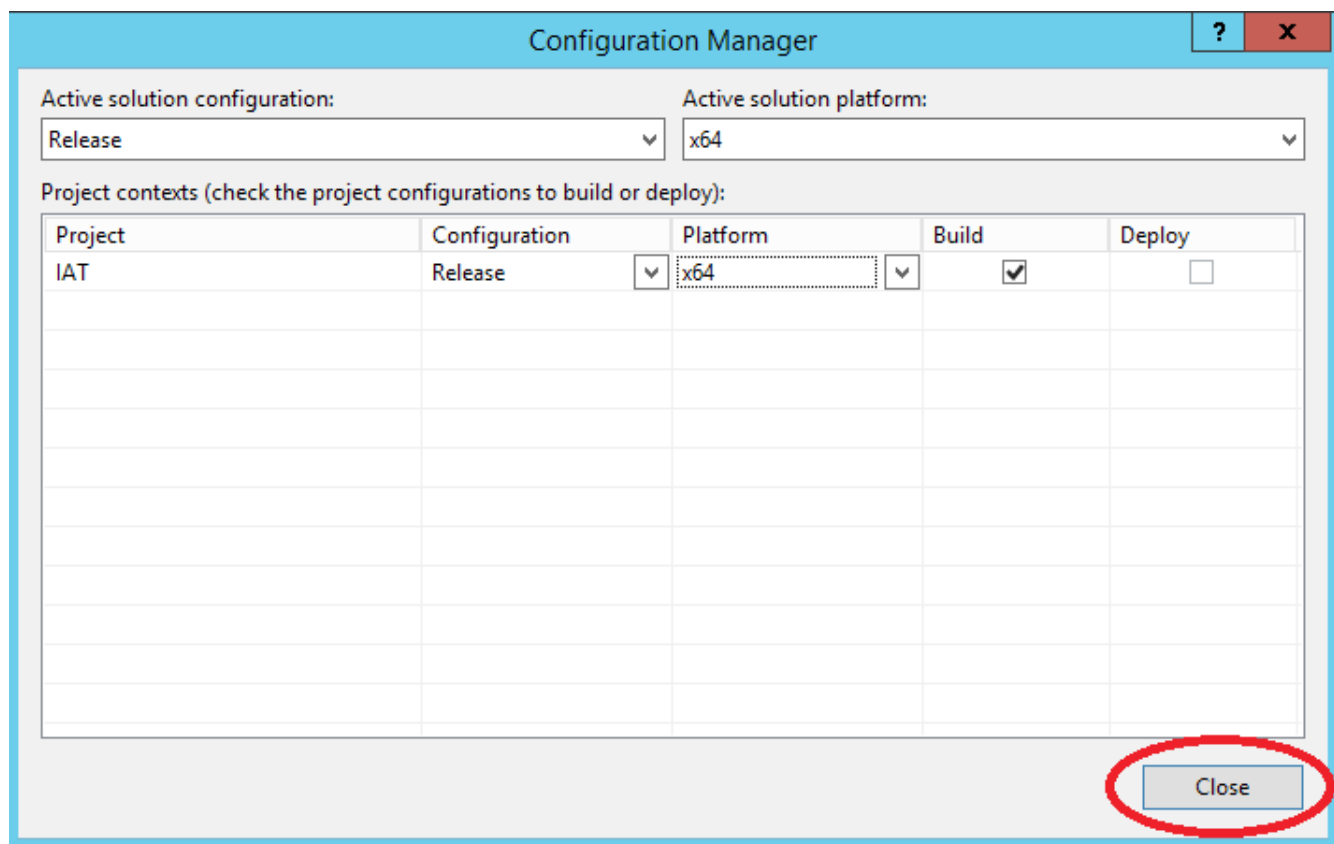 Configuration Manager
? x
Active solution configuration: Active solution platform:
Release x64
Project contexts (check the project configurations to build or deploy):
Project Configuration Platform Build Deploy
IAT Release x64
Close